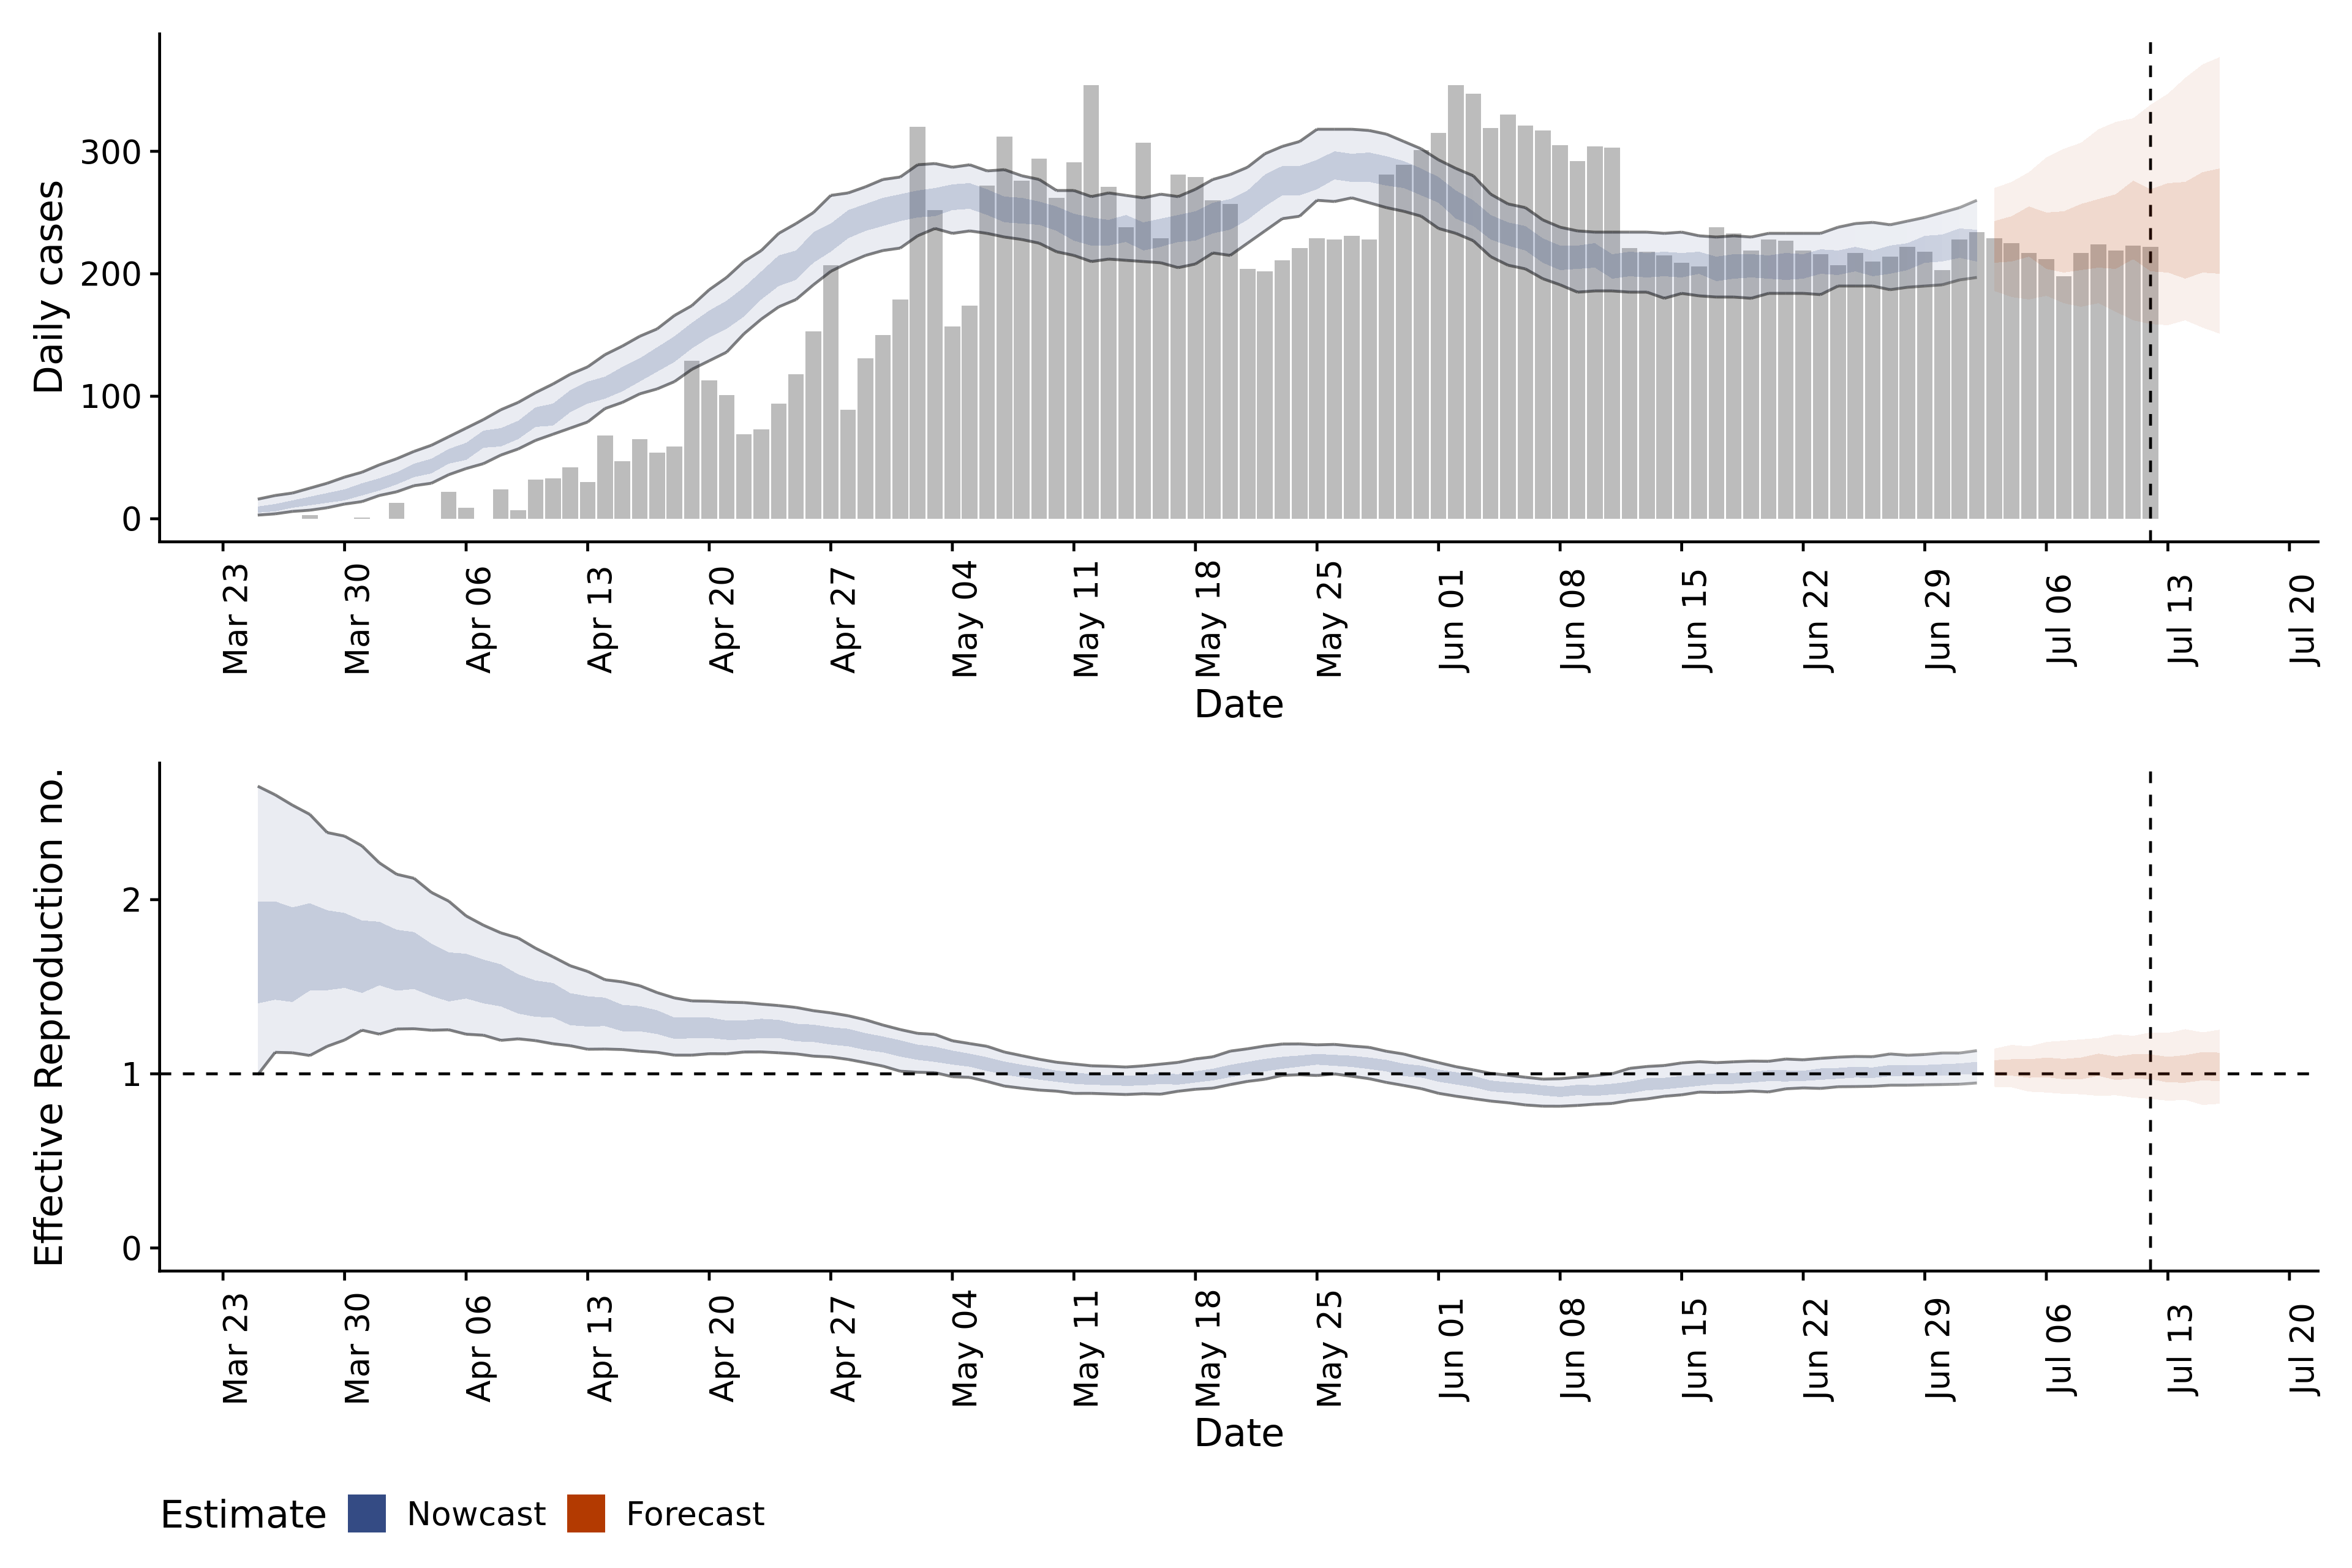 Daily cases
300
200
100
0
Mar 23
Mar 30
Apr 06
Apr 13
Apr 20
Apr 27
May 04
May 11
May 18
May 25
Jun 01
Jun 08
Jun 15
Jun 22
Jun 29
Jul 06
Jul 13
Jul 20
Date
Effective Reproduction no.
2
1
0
Mar 23
Mar 30
Apr 06
Apr 13
Apr 20
Apr 27
May 04
May 11
May 18
May 25
Jun 01
Jun 08
Jun 15
Jun 22
Jun 29
Jul 06
Jul 13
Jul 20
Date
Estimate Nowcast Forecast